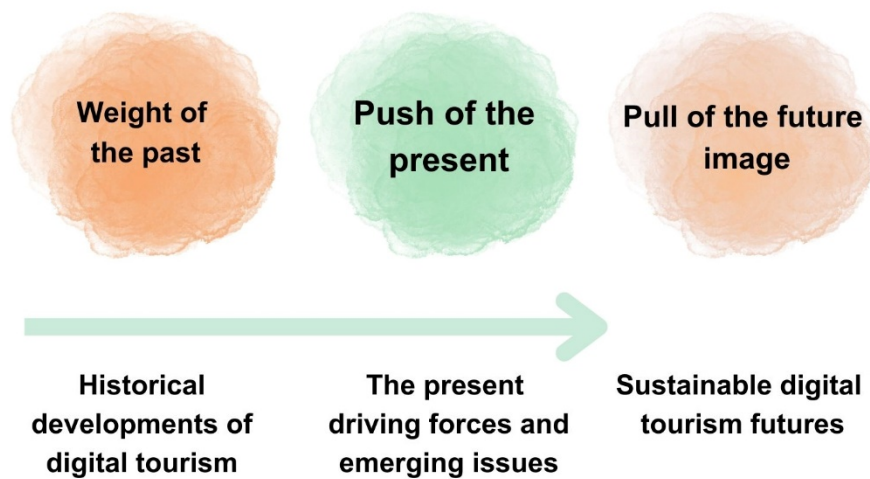 Weight of
the past
Push of the
present
Pull of the future
image
Historical
developments of
digital tourism
The present
driving forces and
emerging issues
Sustainable digital
tourism futures